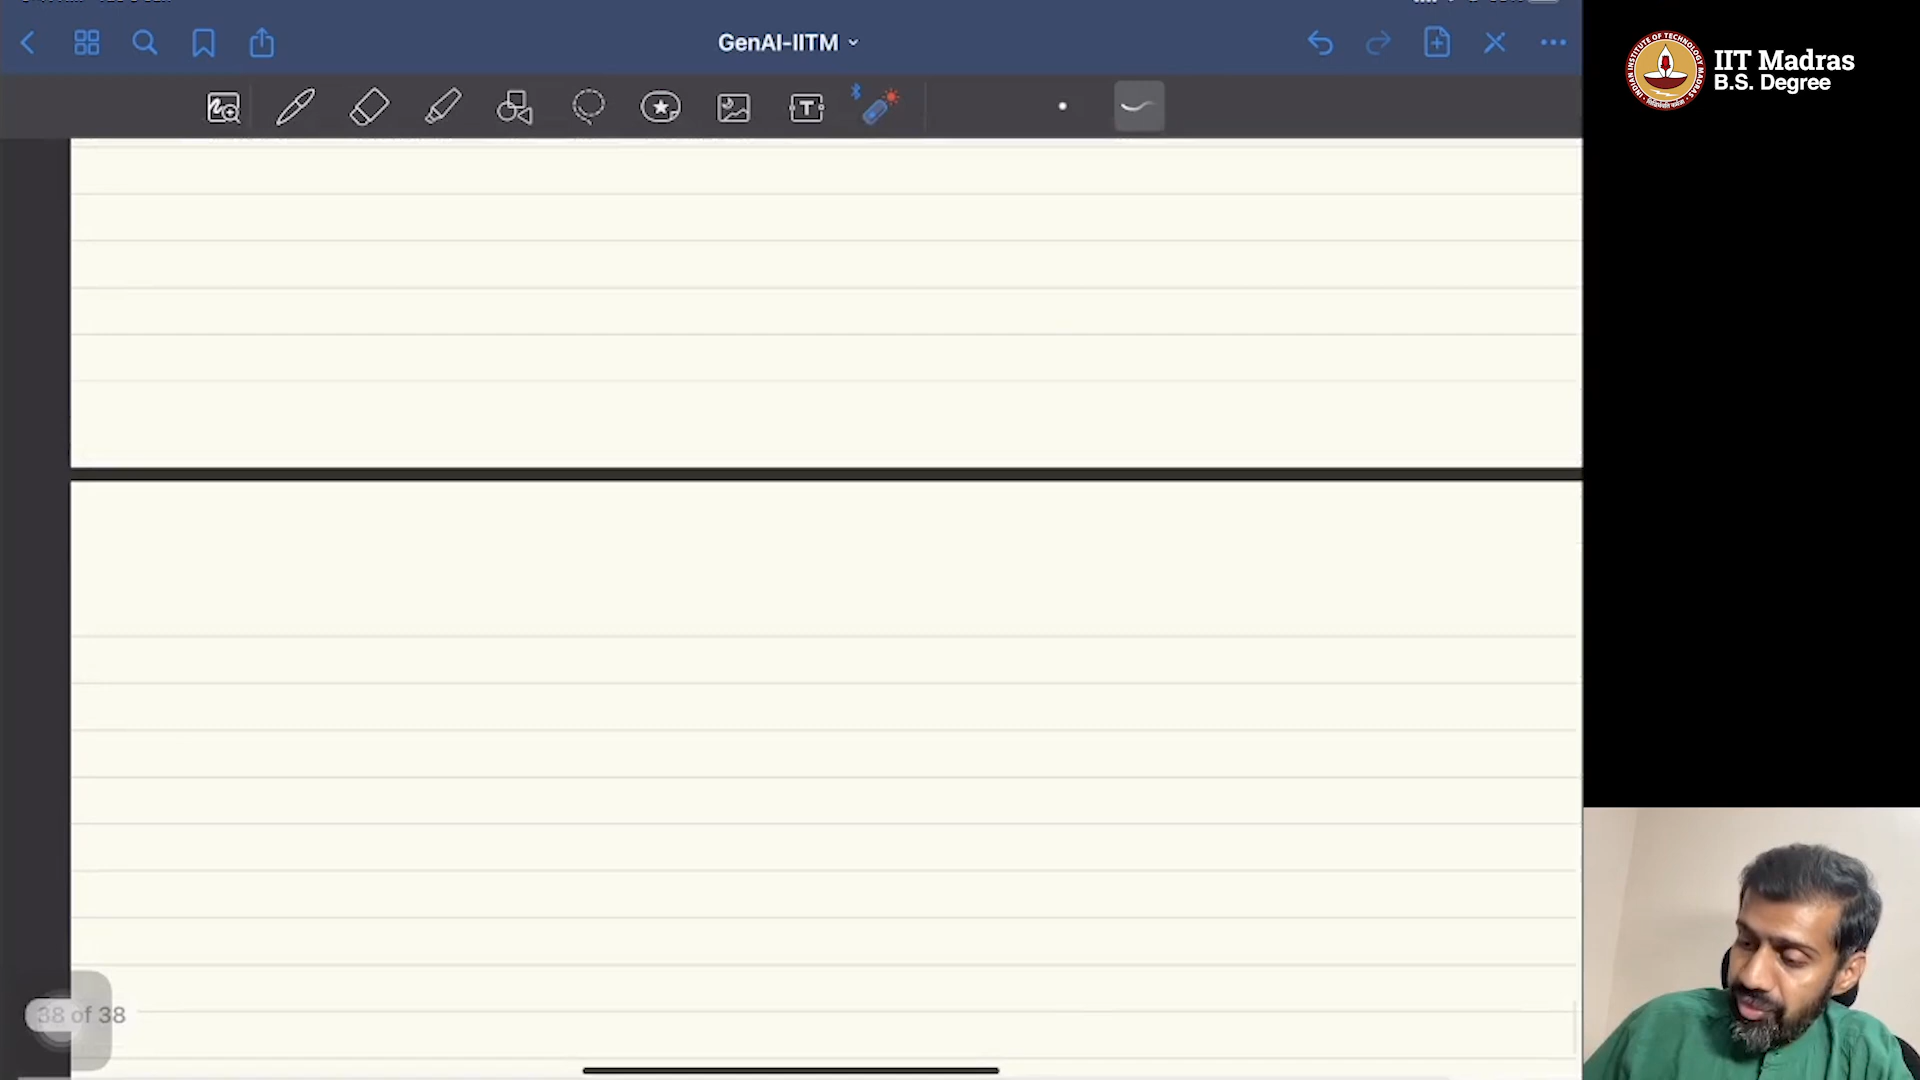 GenAI-IITM
IIT Madras
B.S. Degree
T
38 of 38